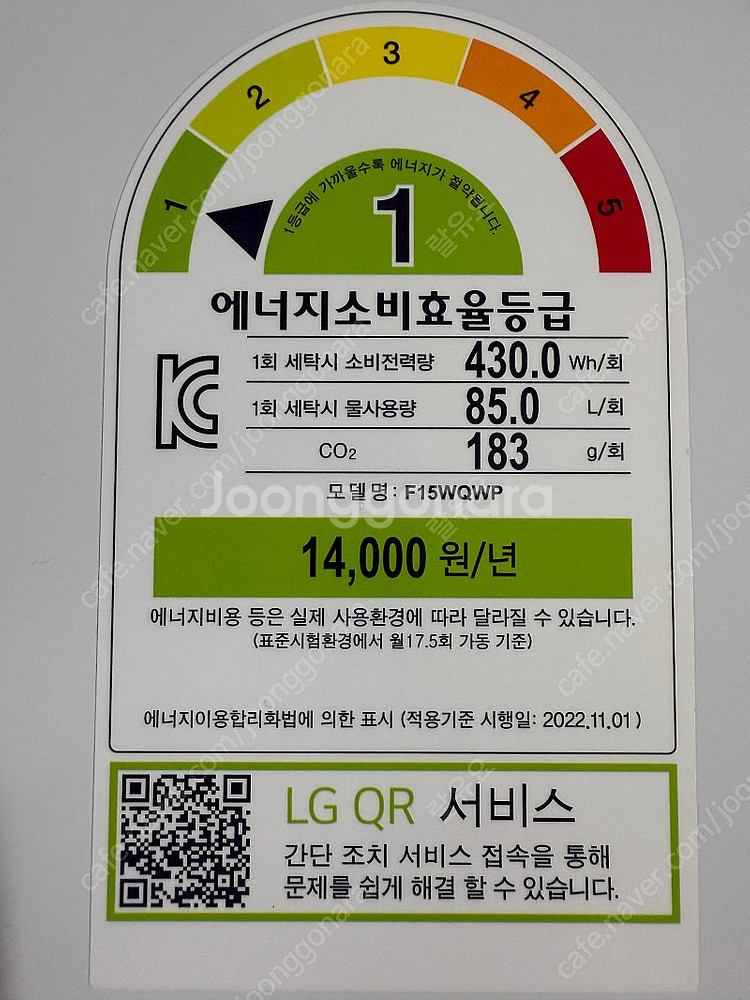 1 2 3 4 5
1등급에 가까울수록 에너지가 절약됩니다.
1
에너지소비효율등급
1회 세탁시 소비전력량 430.0 Wh/회
1회 세탁시 물사용량 85.0 L/회
CO₂ 183 g/회
모델명: F15WQWP
Joonggonara
14,000 원/년
에너지비용 등은 실제 사용환경에 따라 달라질 수 있습니다.
(표준시험환경에서 월17.5회 가동 기준)
에너지이용합리화법에 의한 표시 (적용기준 시행일: 2022.11.01)
LG QR 서비스
간단 조치 서비스 접속을 통해
문제를 쉽게 해결 할 수 있습니다.
cafe.naver.com/joonggonara